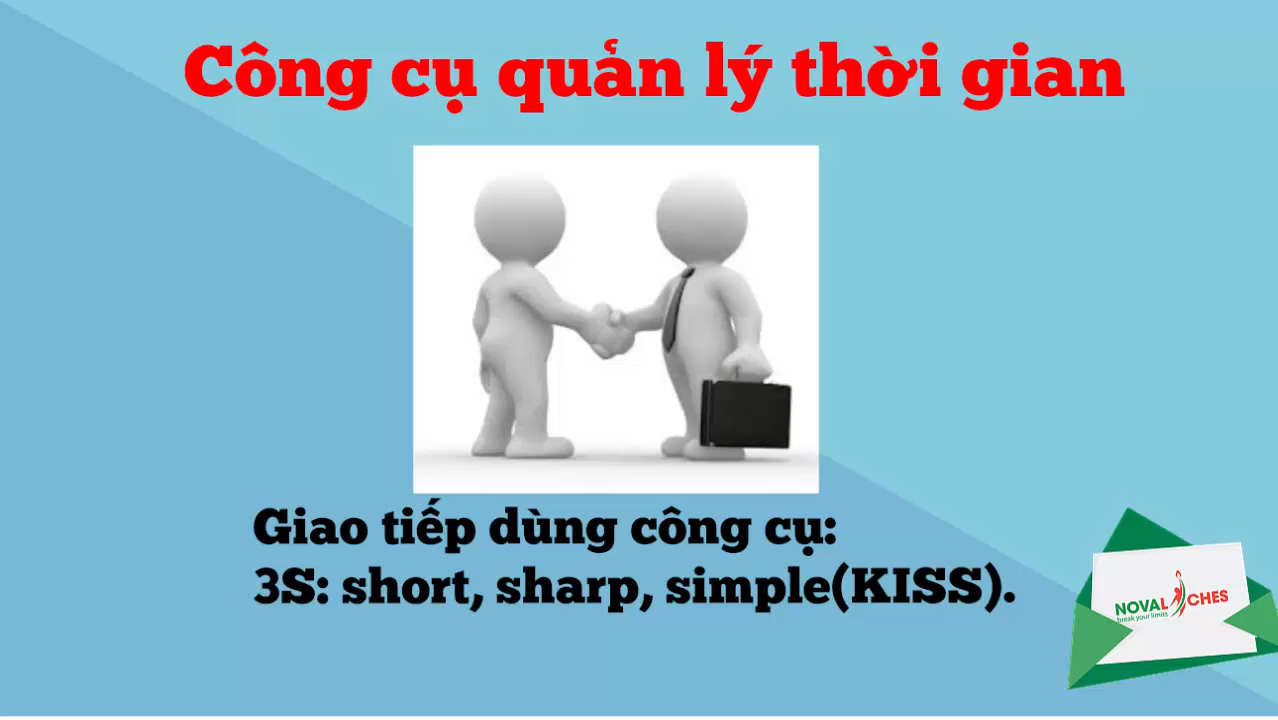 Công cụ quản lý thời gian
Giao tiếp dùng công cụ:
3S: short, sharp, simple(KISS).
NOVAL CHES
break your limits